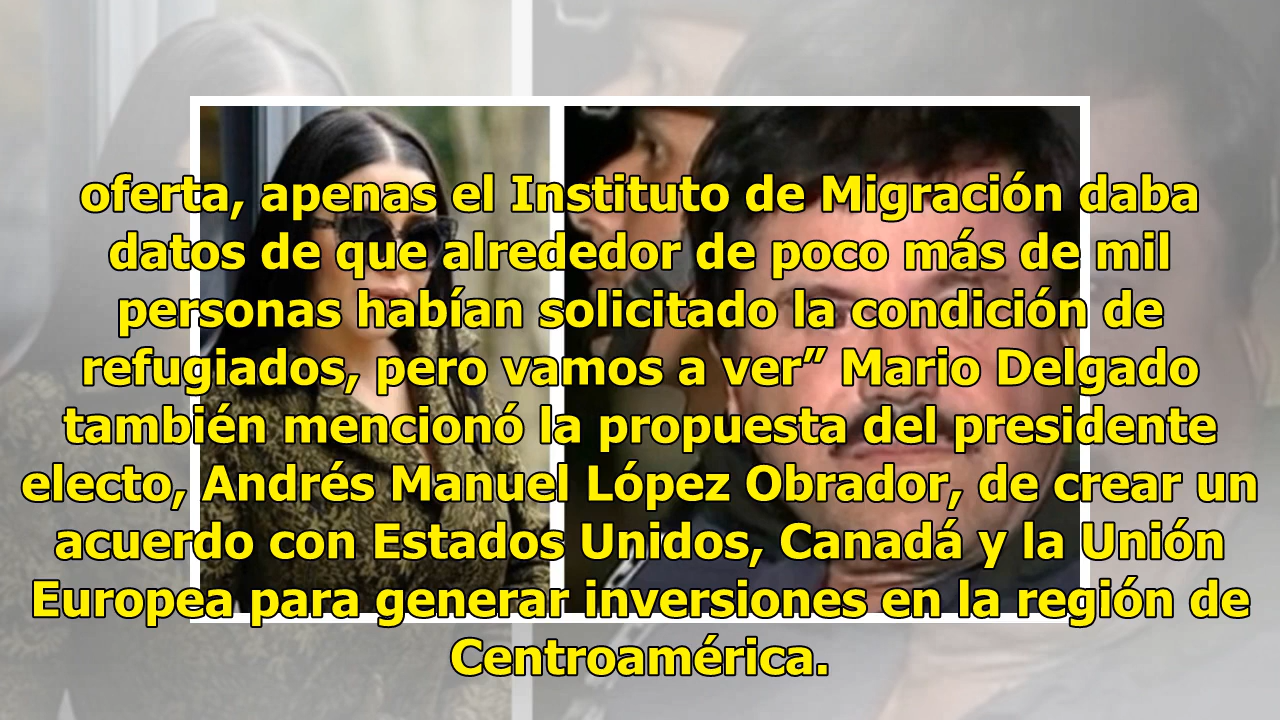 oferta, apenas el Instituto de Migración daba
datos de que alrededor de poco más de mil
personas habían solicitado la condición de
refugiados, pero vamos a ver” Mario Delgado
también mencionó la propuesta del presidente
electo, Andrés Manuel López Obrador, de crear un
acuerdo con Estados Unidos, Canadá y la Unión
Europea para generar inversiones en la región de
Centroamérica.